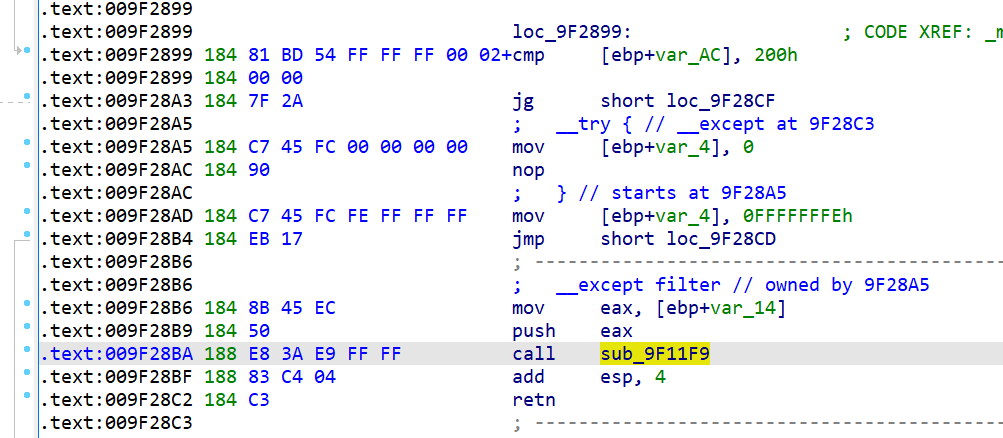 .text:009F2899
.text:009F2899 loc_9F2899: ; CODE XREF:
.text:009F2899 184 81 BD 54 FF FF FF 00 02+cmp [ebp+var_AC], 200h
.text:009F2899 184 00 00
.text:009F28A3 184 7F 2A jg short loc_9F28CF
.text:009F28A5 ; __try { // __except at 9F28C3
.text:009F28A5 184 C7 45 FC 00 00 00 00 mov [ebp+var_4], 0
.text:009F28AC 184 90 nop
.text:009F28AC ; } // starts at 9F28A5
.text:009F28AD 184 C7 45 FC FE FF FF FF mov [ebp+var_4], 0FFFFFFFEh
.text:009F28B4 184 EB 17 jmp short loc_9F28CD
.text:009F28B6 ; ---------------------------------------------
.text:009F28B6 ; __except filter // owned by 9F28A5
.text:009F28B6 184 8B 45 EC mov eax, [ebp+var_14]
.text:009F28B9 184 50 push eax
.text:009F28BA 188 E8 3A E9 FF FF call sub_9F11F9
.text:009F28BF 188 83 C4 04 add esp, 4
.text:009F28C2 184 C3 retn
.text:009F28C3 ; ---------------------------------------------